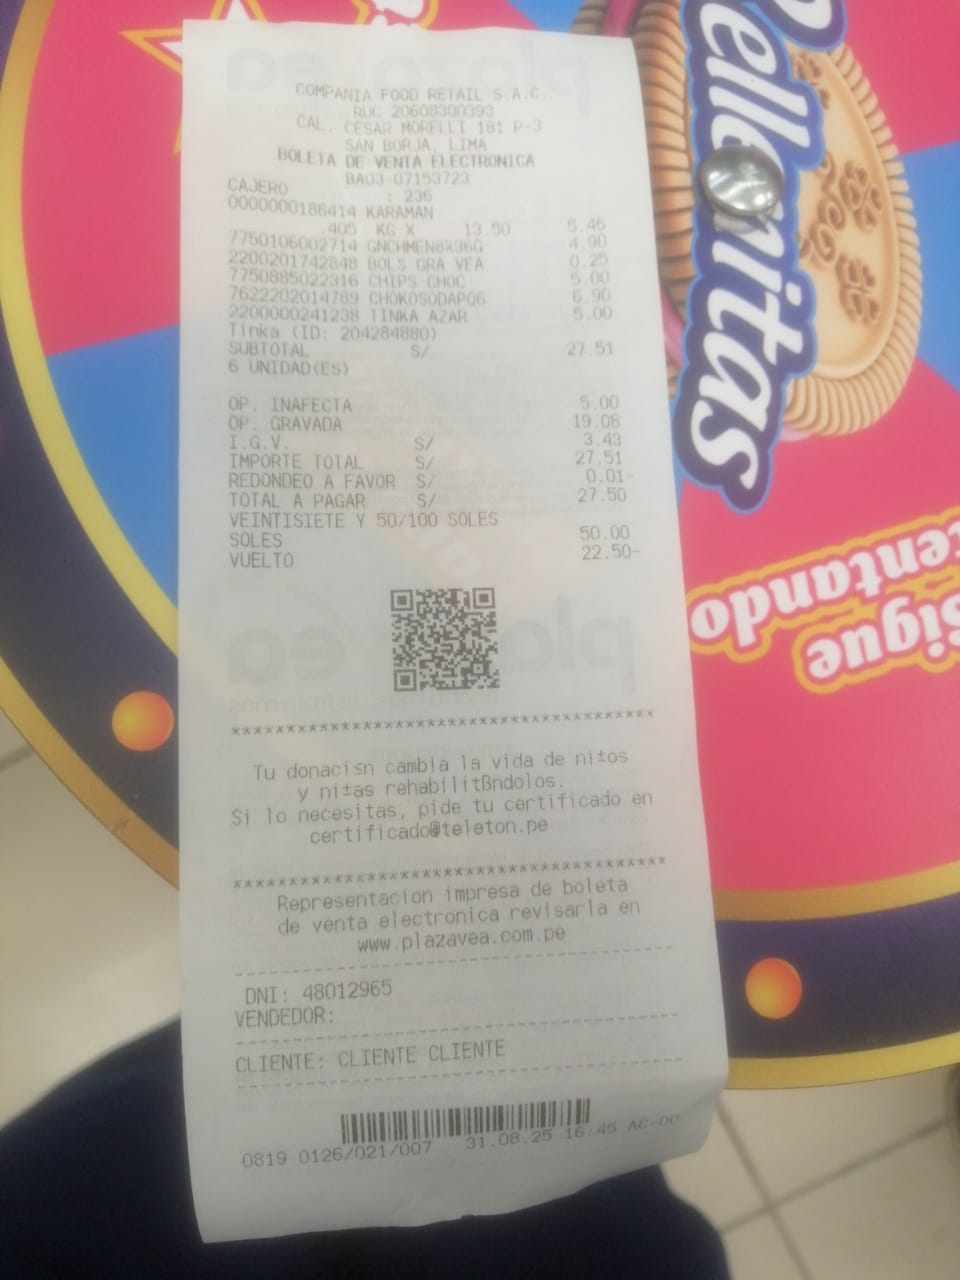 COMPANIA FOOD RETAIL S.A.C.
RUC 20608300393
CAL. CESAR MORELLI 181 P-3
SAN BORJA, LIMA
BOLETA DE VENTA ELECTRONICA
BA03-07153723
CAJERO : 236
0000000186414 KARAMAN
.405 KG X 13.50 5.46
7750106002714 GNCHMEN8X36G 4.90
2200201742848 BOLS GRA VEA 0.25
7750885022316 CHIPS CHOC 5.00
7622202014789 CHOKOSODAPQ6 6.90
2200000241238 TINKA AZAR 5.00
Tinka (ID: 204284880)
SUBTOTAL S/ 27.51
6 UNIDAD(ES)
OP. INAFECTA 5.00
OP. GRAVADA 19.08
I.G.V. S/ 3.43
IMPORTE TOTAL S/ 27.51
REDONDEO A FAVOR S/ 0.01-
TOTAL A PAGAR S/ 27.50
VEINTISIETE Y 50/100 SOLES
SOLES 50.00
VUELTO 22.50-
***************************************
Tu donaci≤n cambia la vida de ni±os
y ni±as rehabilitßndolos.
Si lo necesitas, pide tu certificado en
certificado@teleton.pe
***************************************
Representacion impresa de boleta
de venta electronica revisarla en
www.plazavea.com.pe
DNI: 48012965
VENDEDOR:
CLIENTE: CLIENTE CLIENTE
0819 0126/021/007 31.08.25 16:45 AC-00
Rellenitas
Sigue